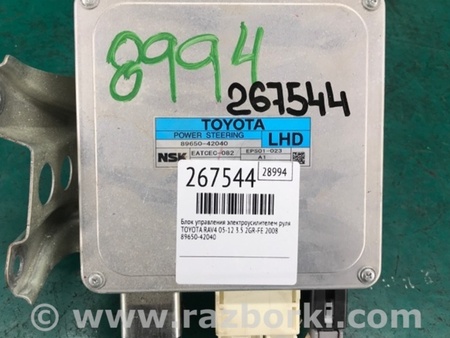 8994
267544
TOYOTA
POWER STEERING
89650-42040
LHD
NSK EATCEC-082 EPS01-023
A1
267544 28994
Блок управления электроусилителем руля
TOYOTA RAV4 05-12 3.5 2GR-FE 2008
89650-42040
www.razborki.com